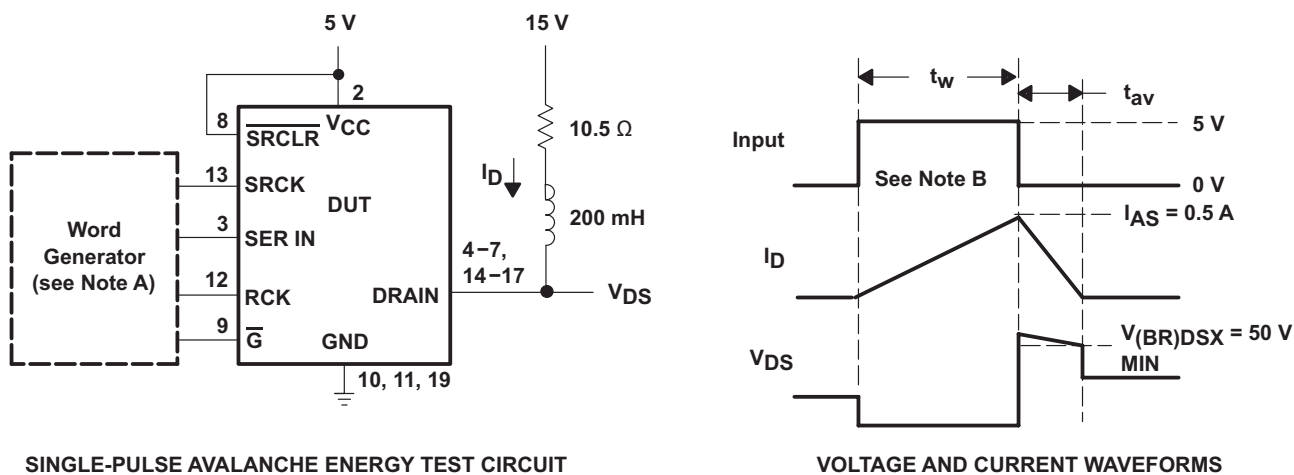 5 V
15 V
2
8
VCC
SRCLR
10.5 Ω
13
SRCK
ID
DUT
Word
Generator
(see Note A)
3
SER IN
200 mH
4−7,
14−17
12
RCK
DRAIN
VDS
9
G
GND
10, 11, 19
SINGLE-PULSE AVALANCHE ENERGY TEST CIRCUIT
tw
tav
Input
5 V
See Note B
0 V
IAS = 0.5 A
ID
V(BR)DSX = 50 V
MIN
VDS
VOLTAGE AND CURRENT WAVEFORMS